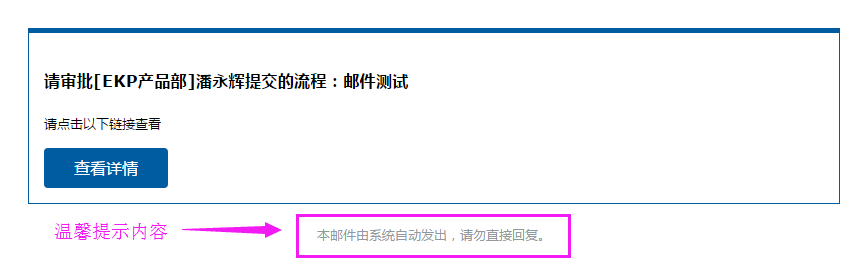 请审批[EKP产品部]潘永辉提交的流程：邮件测试
请点击以下链接查看
查看详情
温馨提示内容
本邮件由系统自动发出，请勿直接回复。